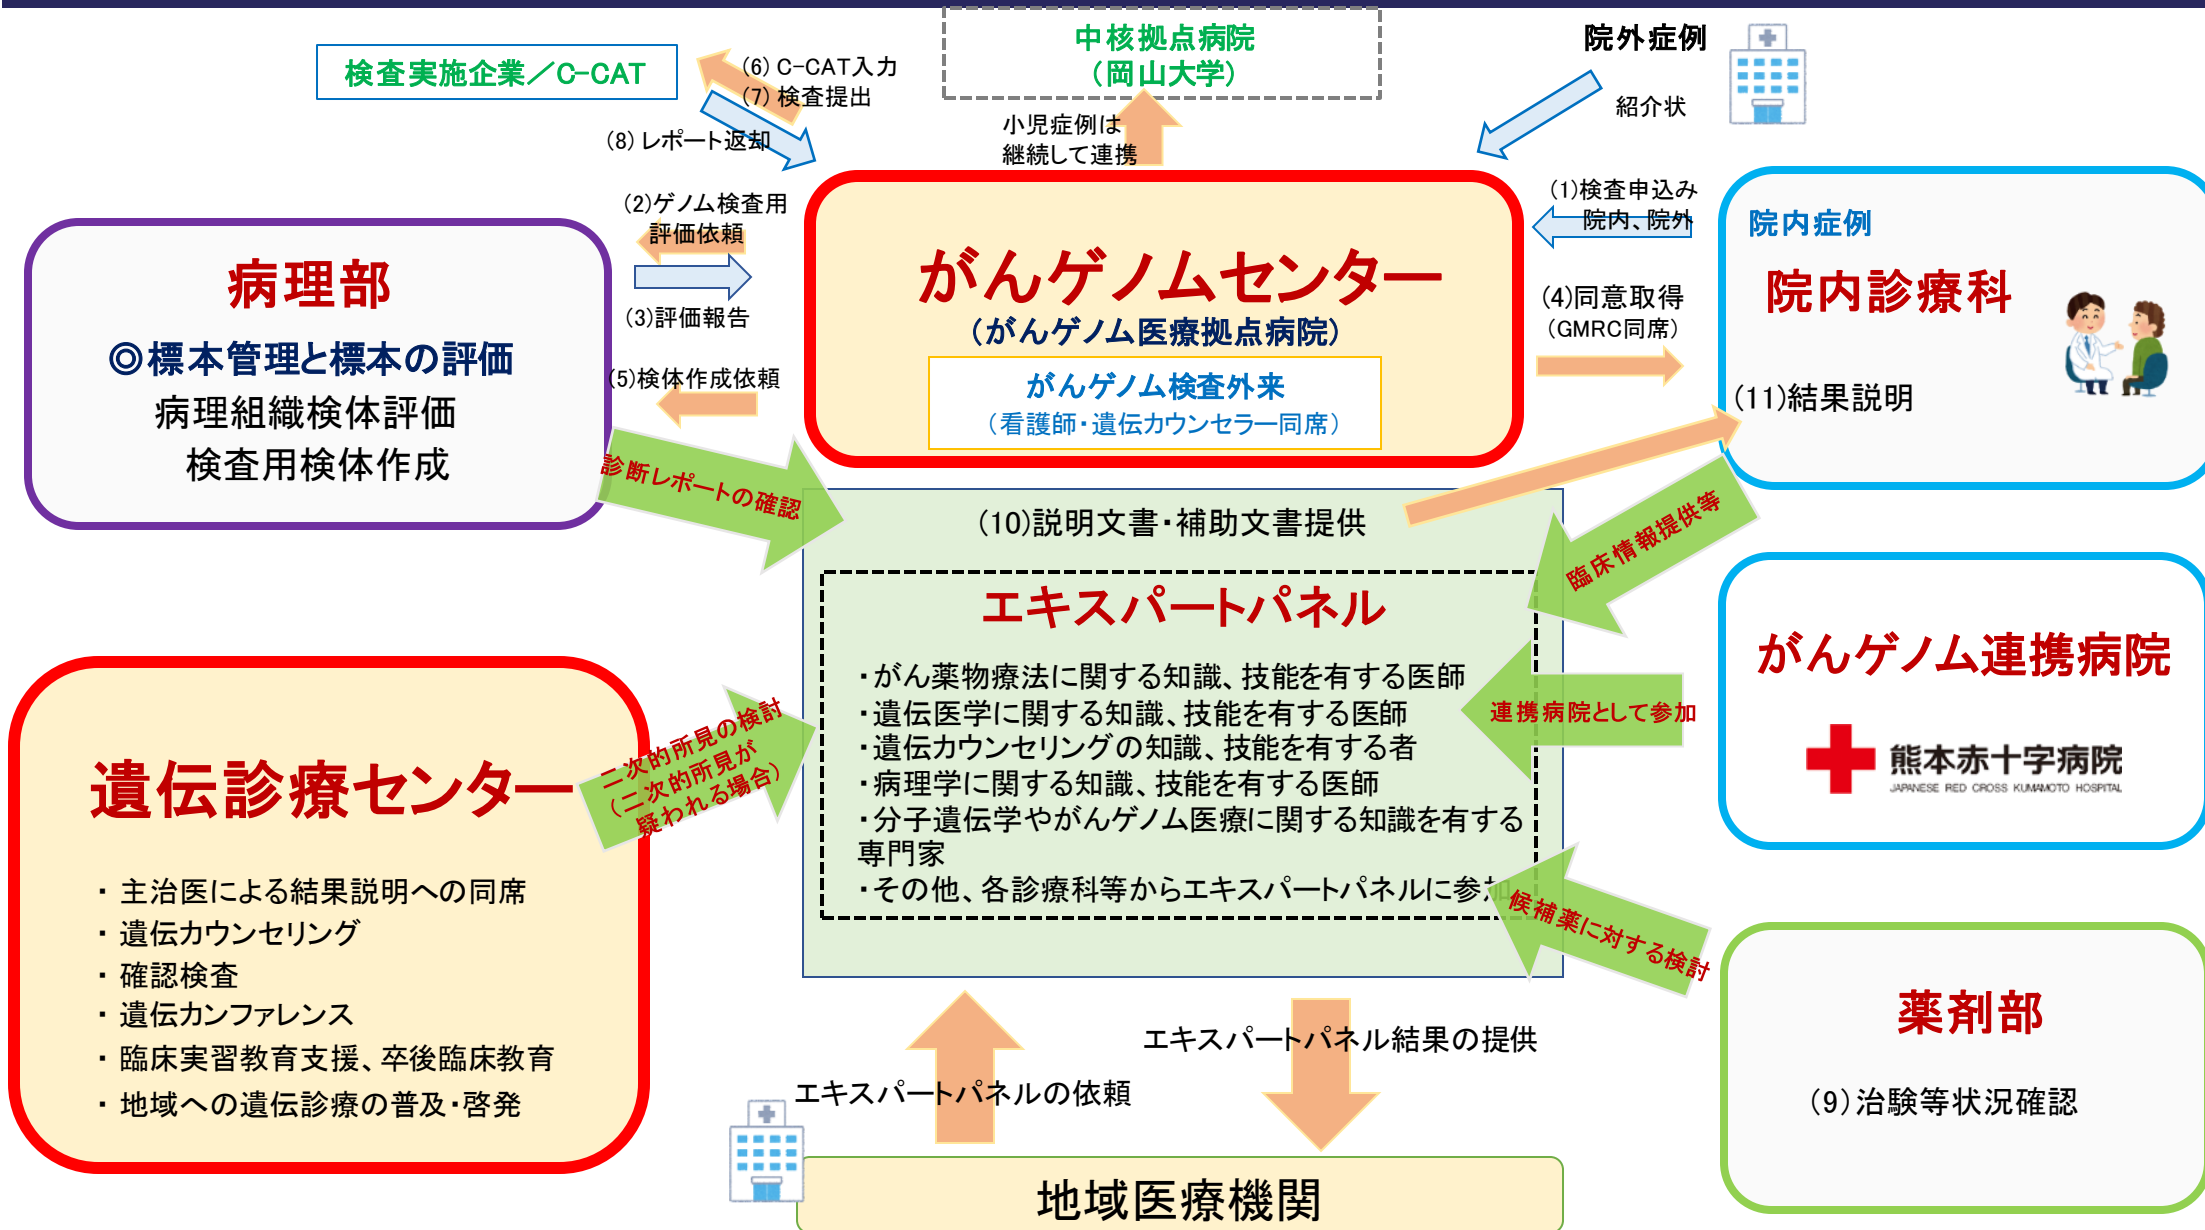 中核拠点病院
（岡山大学）
院外症例
検査実施企業／C-CAT
(6) C-CAT入力
(7) 検査提出
(8) レポート返却
小児症例は
継続して連携
紹介状
(1)検査申込み
院内、院外
(2)ゲノム検査用
評価依頼
(3)評価報告
(5)検体作成依頼
病理部
◎標本管理と標本の評価
病理組織検体評価
検査用検体作成
がんゲノムセンター
（がんゲノム医療拠点病院）
がんゲノム検査外来
（看護師・遺伝カウンセラー同席）
(4)同意取得
（GMRC同席）
院内症例
院内診療科
(11)結果説明
診断レポートの確認
臨床情報提供等
(10)説明文書・補助文書提供
エキスパートパネル
・がん薬物療法に関する知識、技能を有する医師
・遺伝医学に関する知識、技能を有する医師
・遺伝カウンセリングの知識、技能を有する者
・病理学に関する知識、技能を有する医師
・分子遺伝学やがんゲノム医療に関する知識を有する
専門家
・その他、各診療科等からエキスパートパネルに参加
連携病院として参加
がんゲノム連携病院
熊本赤十字病院
JAPANESE RED CROSS KUMAMOTO HOSPITAL
二次的所見の検討
（二次的所見が
疑われる場合）
遺伝診療センター
・ 主治医による結果説明への同席
・ 遺伝カウンセリング
・ 確認検査
・ 遺伝カンファレンス
・ 臨床実習教育支援、卒後臨床教育
・ 地域への遺伝診療の普及・啓発
候補薬に対する検討
薬剤部
(9)治験等状況確認
エキスパートパネル結果の提供
エキスパートパネルの依頼
地域医療機関